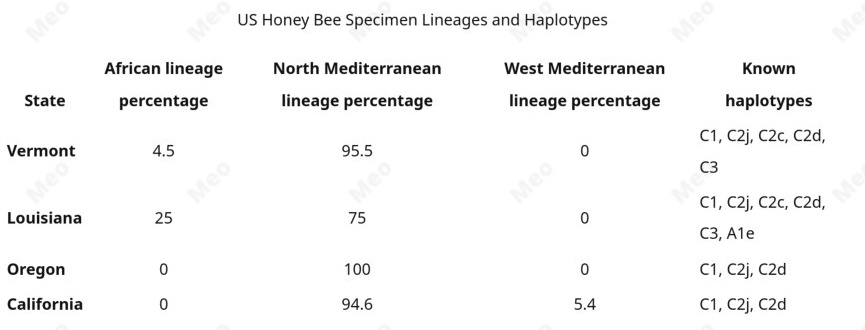 US Honey Bee Specimen Lineages and Haplotypes
State African lineage percentage North Mediterranean lineage percentage West Mediterranean lineage percentage Known haplotypes
Vermont 4.5 95.5 0 C1, C2j, C2c, C2d, C3
Louisiana 25 75 0 C1, C2j, C2c, C2d, C3, A1e
Oregon 0 100 0 C1, C2j, C2d
California 0 94.6 5.4 C1, C2j, C2d
Meo